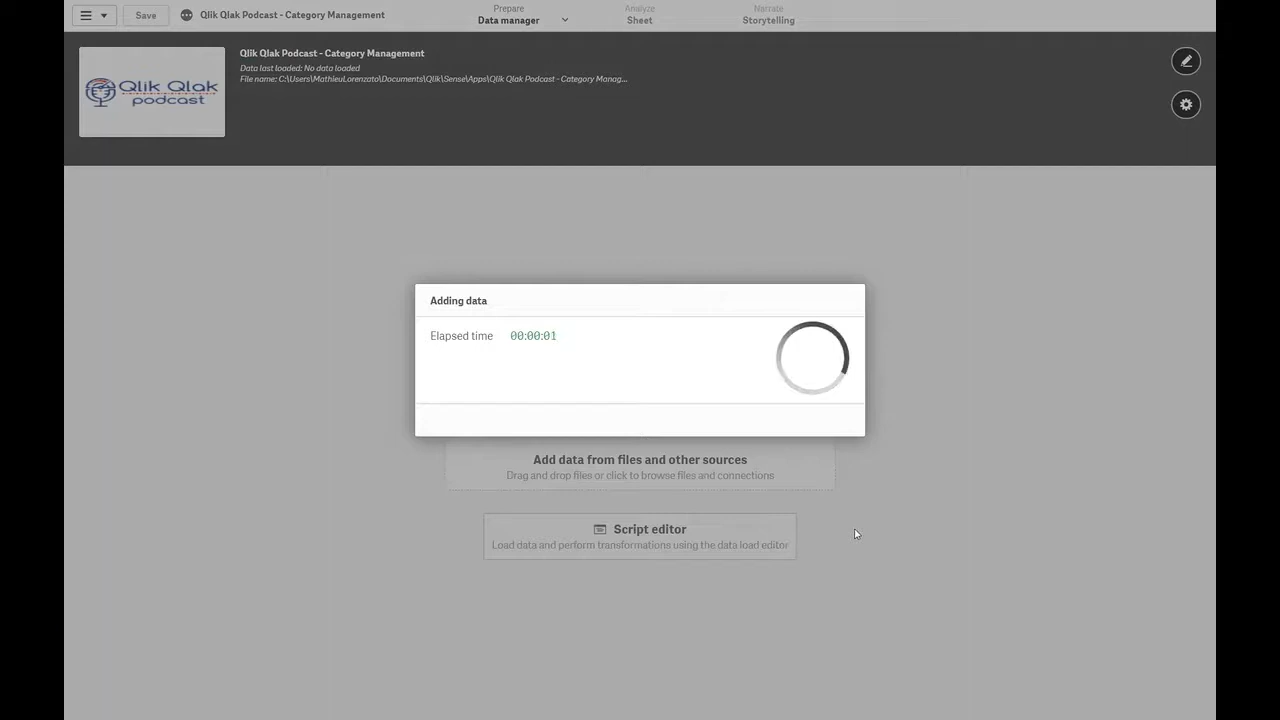 Save
Qlik Qlak Podcast - Category Management
Prepare
Data manager
Analyze
Sheet
Narrate
Storytelling
Qlik Qlak
podcast
Qlik Qlak Podcast - Category Management
Data last loaded: No data loaded
File name: C:\Users\MathieuLorenzato\Documents\Qlik\Sense\Apps\Qlik Qlak Podcast - Category Manag...
Adding data
Elapsed time 00:00:01
Add data from files and other sources
Drag and drop files or click to browse files and connections
Script editor
Load data and perform transformations using the data load editor